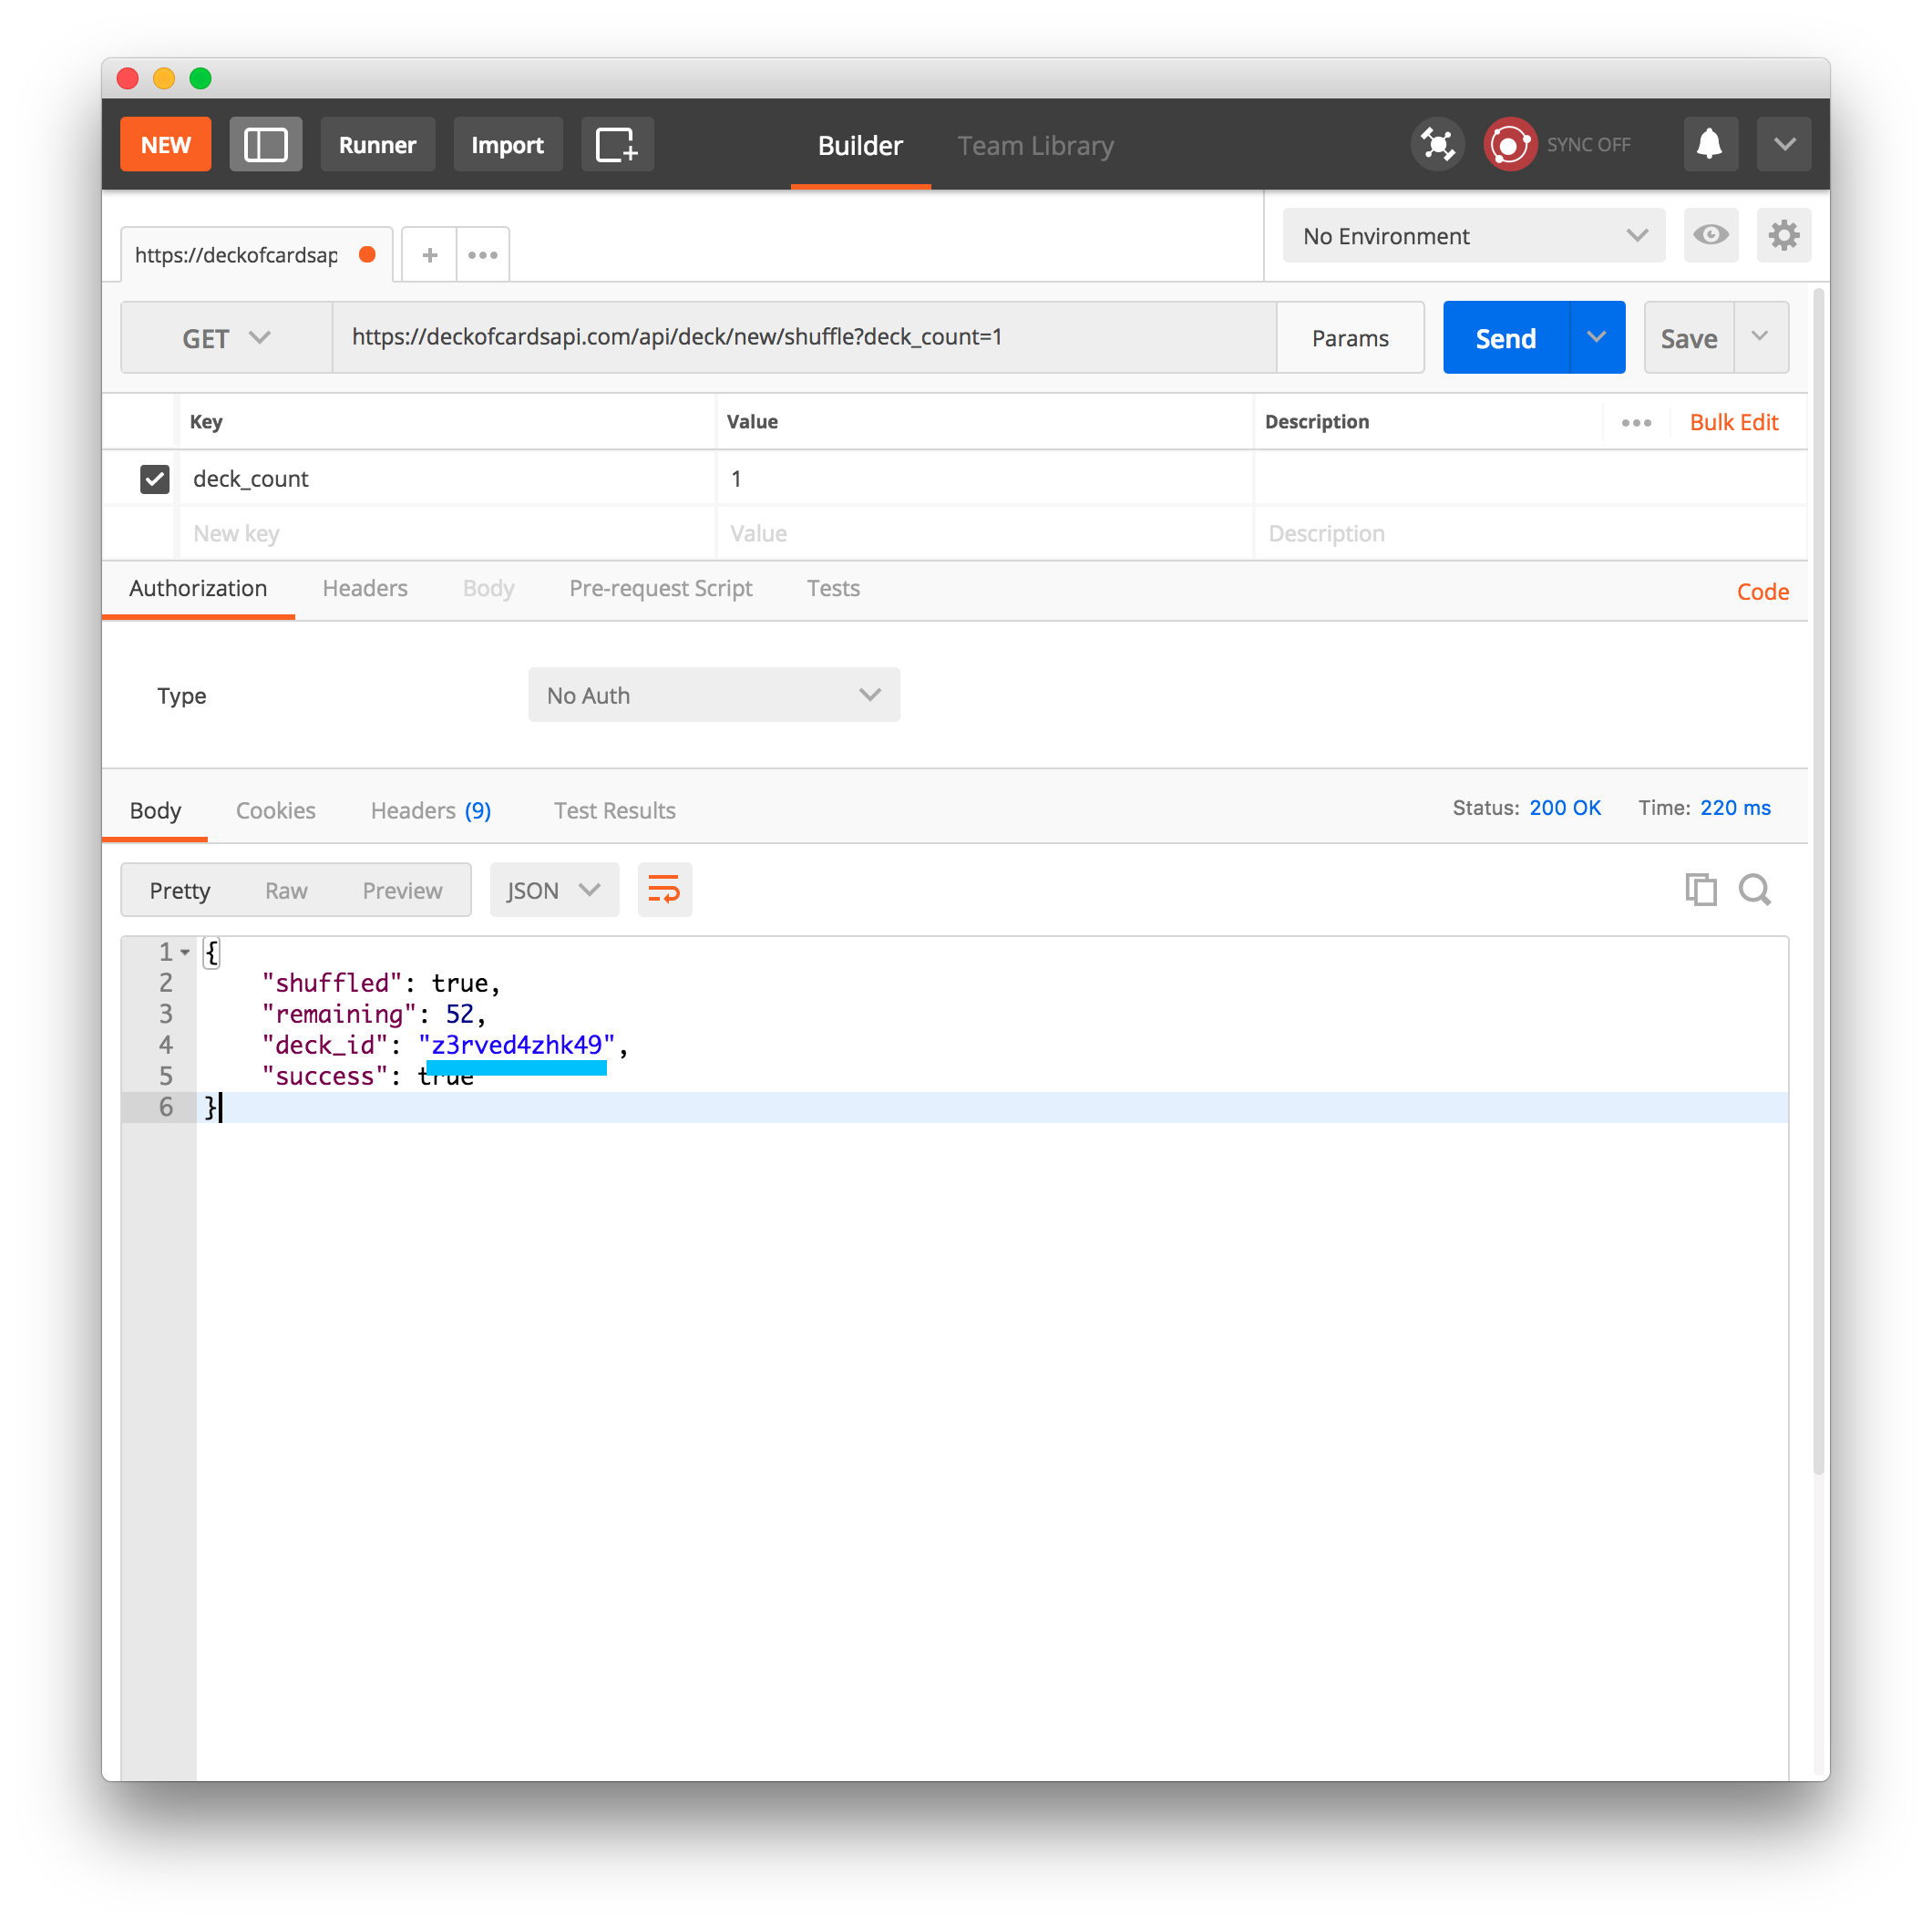 NEW Runner Import Builder Team Library SYNC OFF
https://deckofcardsap No Environment
GET https://deckofcardsapi.com/api/deck/new/shuffle?deck_count=1 Params Send Save
Key Value Description Bulk Edit
deck_count 1
New key Value Description
Authorization Headers Body Pre-request Script Tests Code
Type No Auth
Body Cookies Headers (9) Test Results Status: 200 OK Time: 220 ms
Pretty Raw Preview JSON
1 {
2 "shuffled": true,
3 "remaining": 52,
4 "deck_id": "z3rved4zhk49",
5 "success": true
6 }